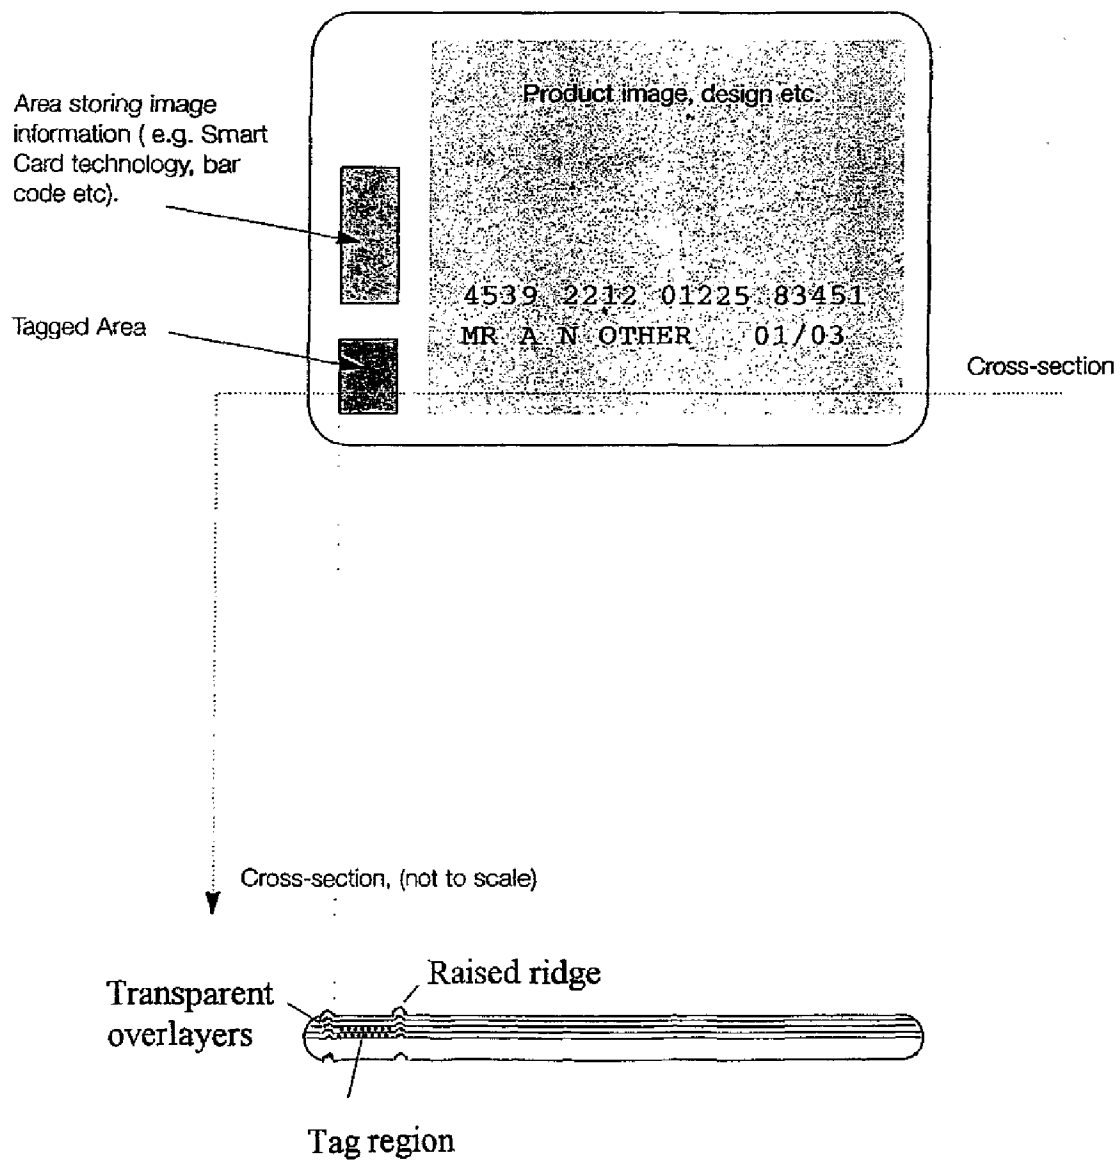 Product image, design etc.
Area storing image
information ( e.g. Smart
Card technology, bar
code etc).
4539 2212 01225 83451
Tagged Area
MR A N OTHER 01/03
Cross-section
Cross-section, (not to scale)
Raised ridge
Transparent
overlayers
Tag region